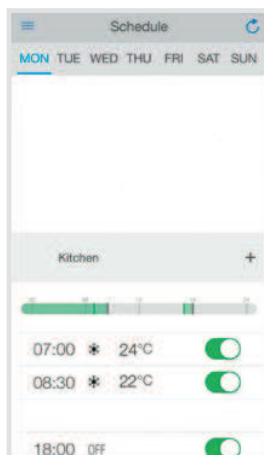 Schedule
MON TUE WED THU FRI SAT SUN
Kitchen +
07:00 24°C
08:30 22°C
18:00 OFF